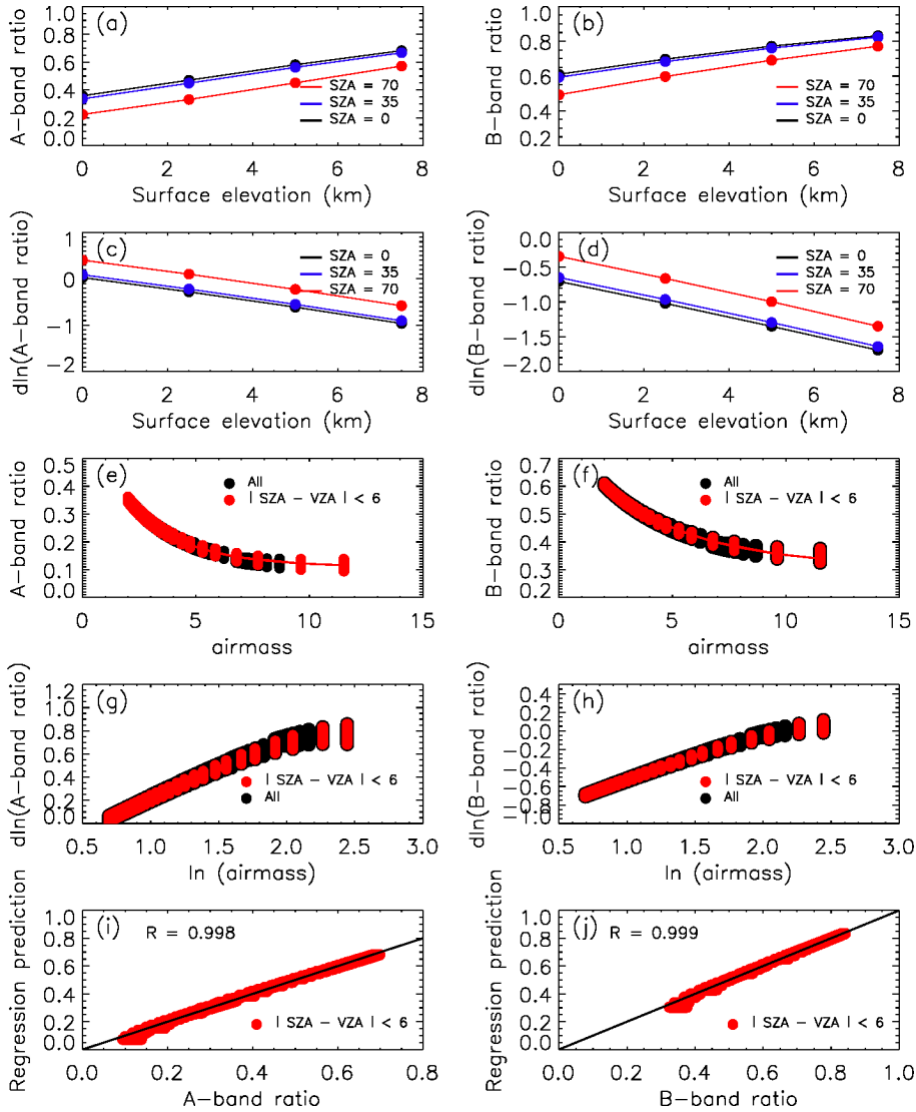 (a)
A-band ratio
1.0
0.8
0.6
0.4
0.2
0.0
SZA = 70
SZA = 35
SZA = 0
0 2 4 6 8
Surface elevation (km)
(b)
B-band ratio
1.0
0.8
0.6
0.4
0.2
SZA = 70
SZA = 35
SZA = 0
0 2 4 6 8
Surface elevation (km)
(c)
dln(A-band ratio)
1
0
-1
-2
SZA = 0
SZA = 35
SZA = 70
0 2 4 6 8
Surface elevation (km)
(d)
dln(B-band ratio)
0.0
-0.5
-1.0
-1.5
-2.0
SZA = 0
SZA = 35
SZA = 70
0 2 4 6 8
Surface elevation (km)
(e)
A-band ratio
0.5
0.4
0.3
0.2
0.1
0.0
All
| SZA - VZA | < 6
0 5 10 15
airmass
(f)
B-band ratio
0.7
0.6
0.5
0.4
0.3
0.2
All
| SZA - VZA | < 6
0 5 10 15
airmass
(g)
dln(A-band ratio)
1.2
1.0
0.8
0.6
0.4
0.2
0.0
| SZA - VZA | < 6
All
0.5 1.0 1.5 2.0 2.5 3.0
ln (airmass)
(h)
dln(B-band ratio)
0.4
0.2
0.0
-0.2
-0.4
-0.6
-0.8
-1.0
| SZA - VZA | < 6
All
0.5 1.0 1.5 2.0 2.5 3.0
ln (airmass)
(i)
Regression prediction
1.0
0.8
0.6
0.4
0.2
0.0
R = 0.998
| SZA - VZA | < 6
0.0 0.2 0.4 0.6 0.8
A-band ratio
(j)
Regression prediction
1.0
0.8
0.6
0.4
0.2
0.0
R = 0.999
| SZA - VZA | < 6
0.0 0.2 0.4 0.6 0.8 1.0
B-band ratio